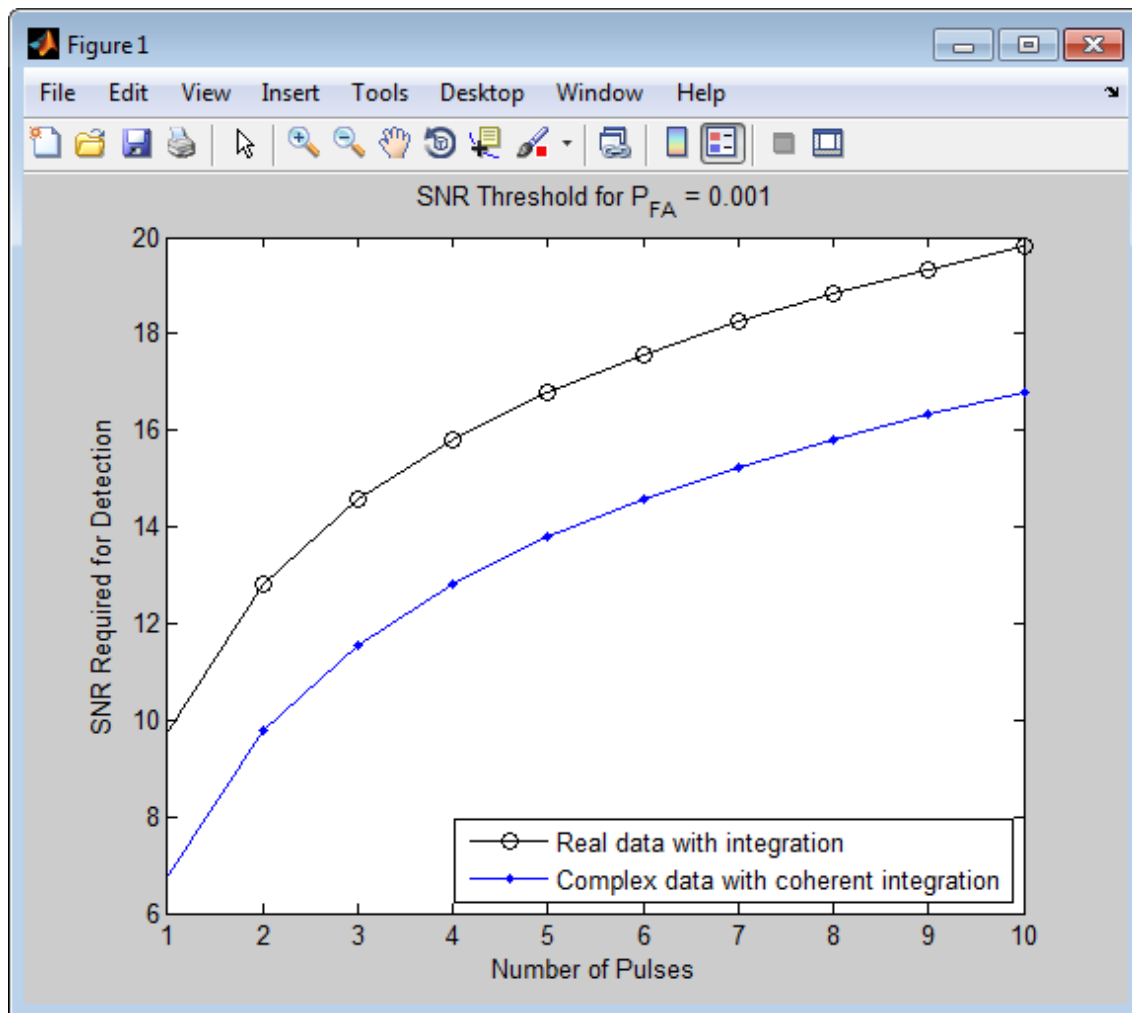 Figure 1
File Edit View Insert Tools Desktop Window Help
SNR Threshold for P_FA = 0.001
20
18
16
14
12
10
8
6
SNR Required for Detection
Real data with integration
Complex data with coherent integration
1 2 3 4 5 6 7 8 9 10
Number of Pulses